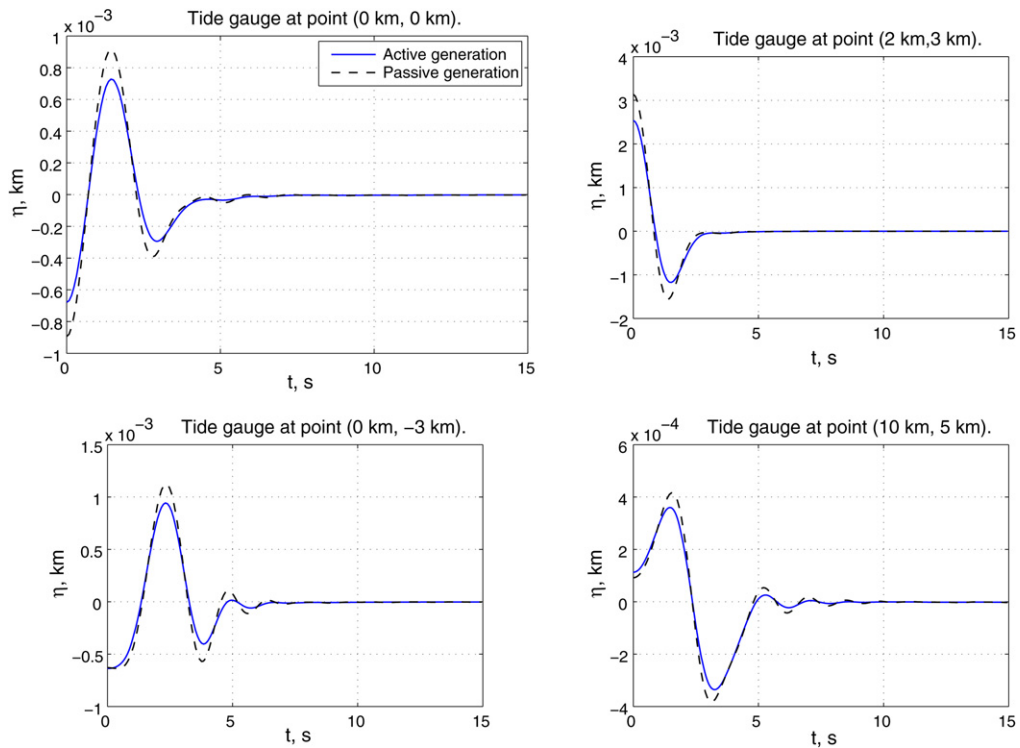 x 10⁻³
Tide gauge at point (0 km, 0 km).
1
0.8
0.6
0.4
0.2
0
−0.2
−0.4
−0.6
−0.8
−1
η, km
Active generation
Passive generation
0 5 10 15
t, s
x 10⁻³
Tide gauge at point (2 km,3 km).
4
3
2
1
0
−1
−2
η, km
0 5 10 15
t, s
x 10⁻³
Tide gauge at point (0 km, −3 km).
1.5
1
0.5
0
−0.5
−1
η, km
0 5 10 15
t, s
x 10⁻⁴
Tide gauge at point (10 km, 5 km).
6
4
2
0
−2
−4
η, km
0 5 10 15
t, s